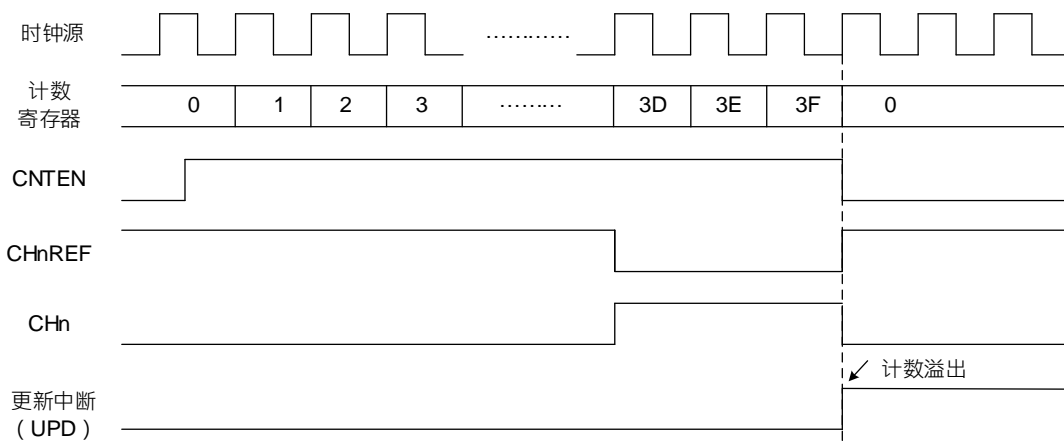 时钟源
…………
计数
寄存器
0 1 2 3 ……… 3D 3E 3F 0
CNTEN
CHnREF
CHn
计数溢出
更新中断
（UPD）